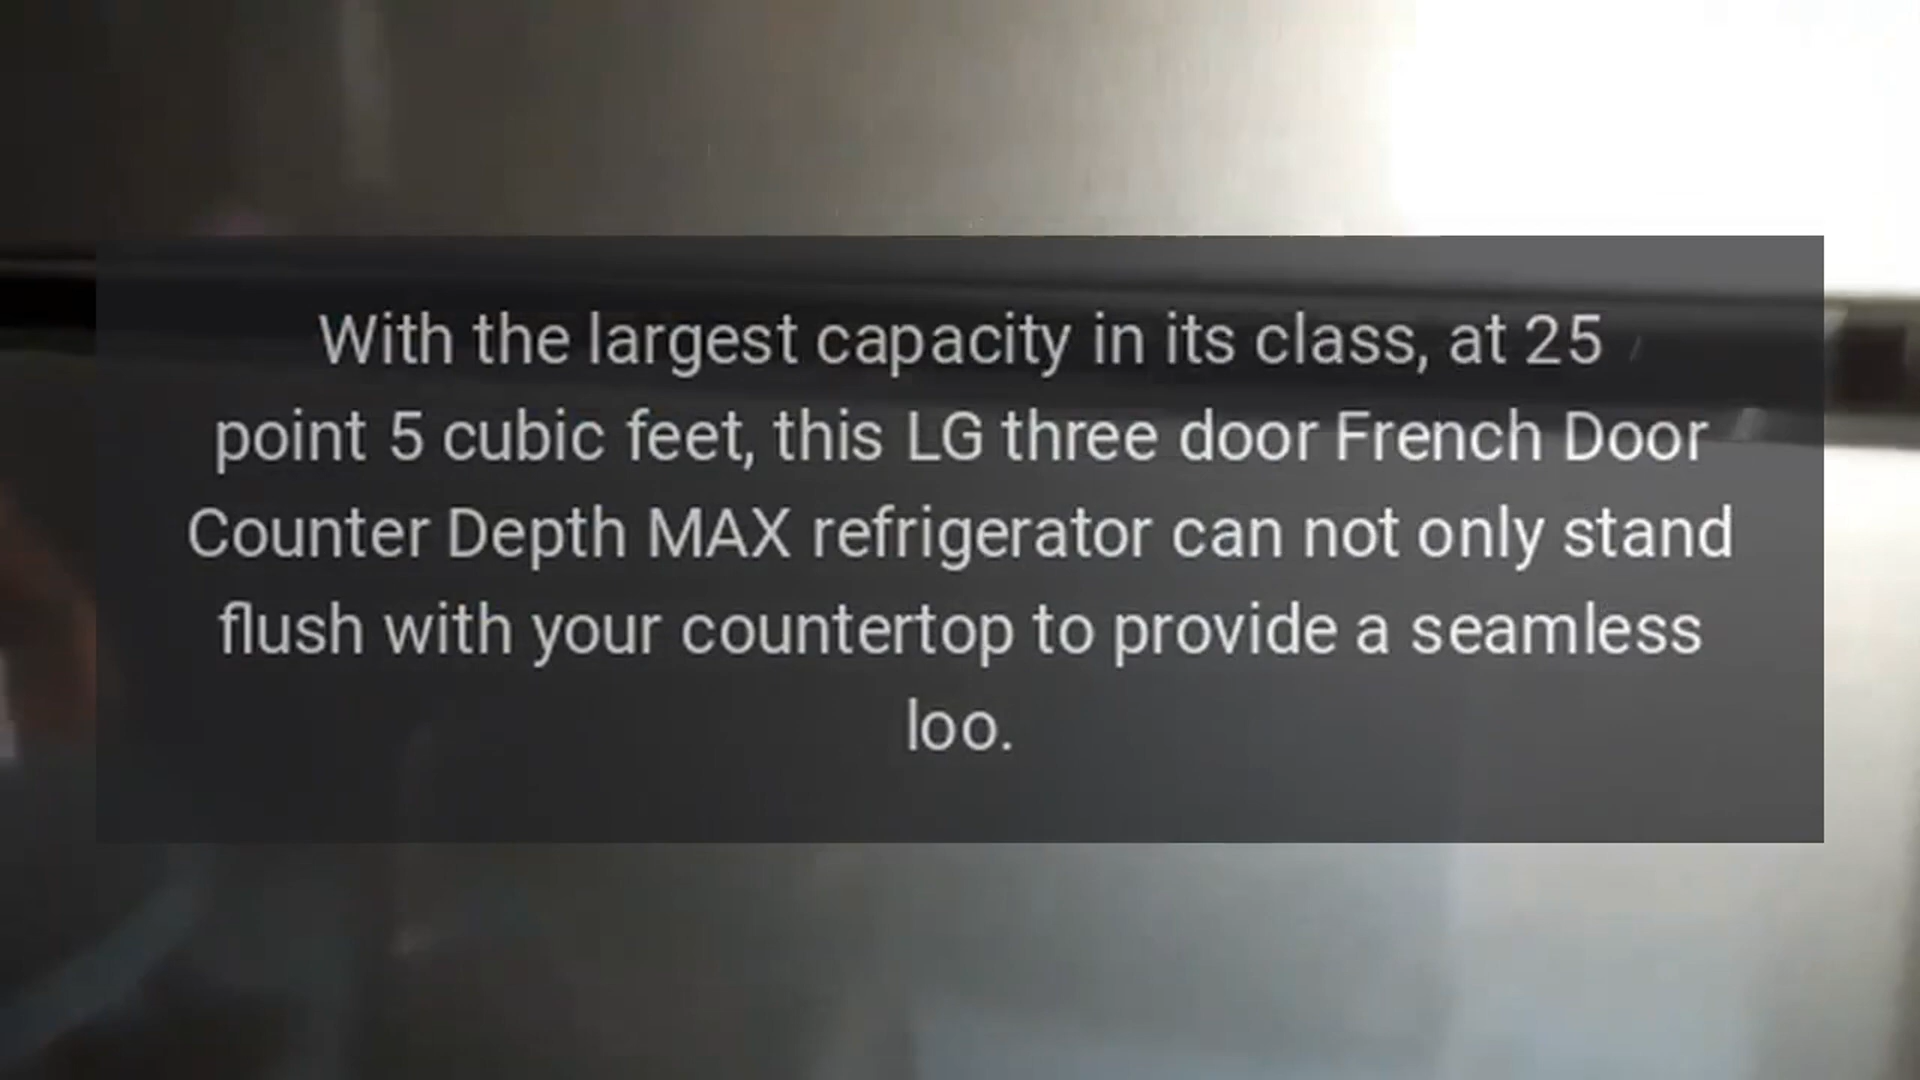 With the largest capacity in its class, at 25
point 5 cubic feet, this LG three door French Door
Counter Depth MAX refrigerator can not only stand
flush with your countertop to provide a seamless
loo.